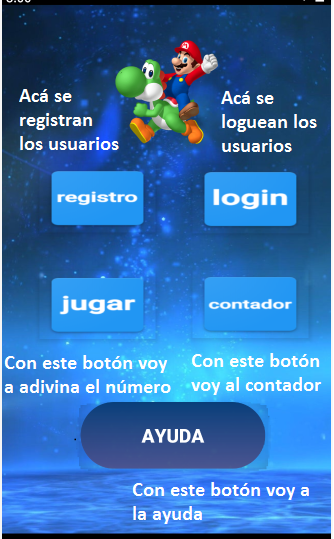 Acá se
registran
los usuarios
Acá se
loguean los
usuarios
registro
login
jugar
contador
Con este botón voy
a adivina el número
Con este botón
voy al contador
AYUDA
Con este botón voy a
la ayuda